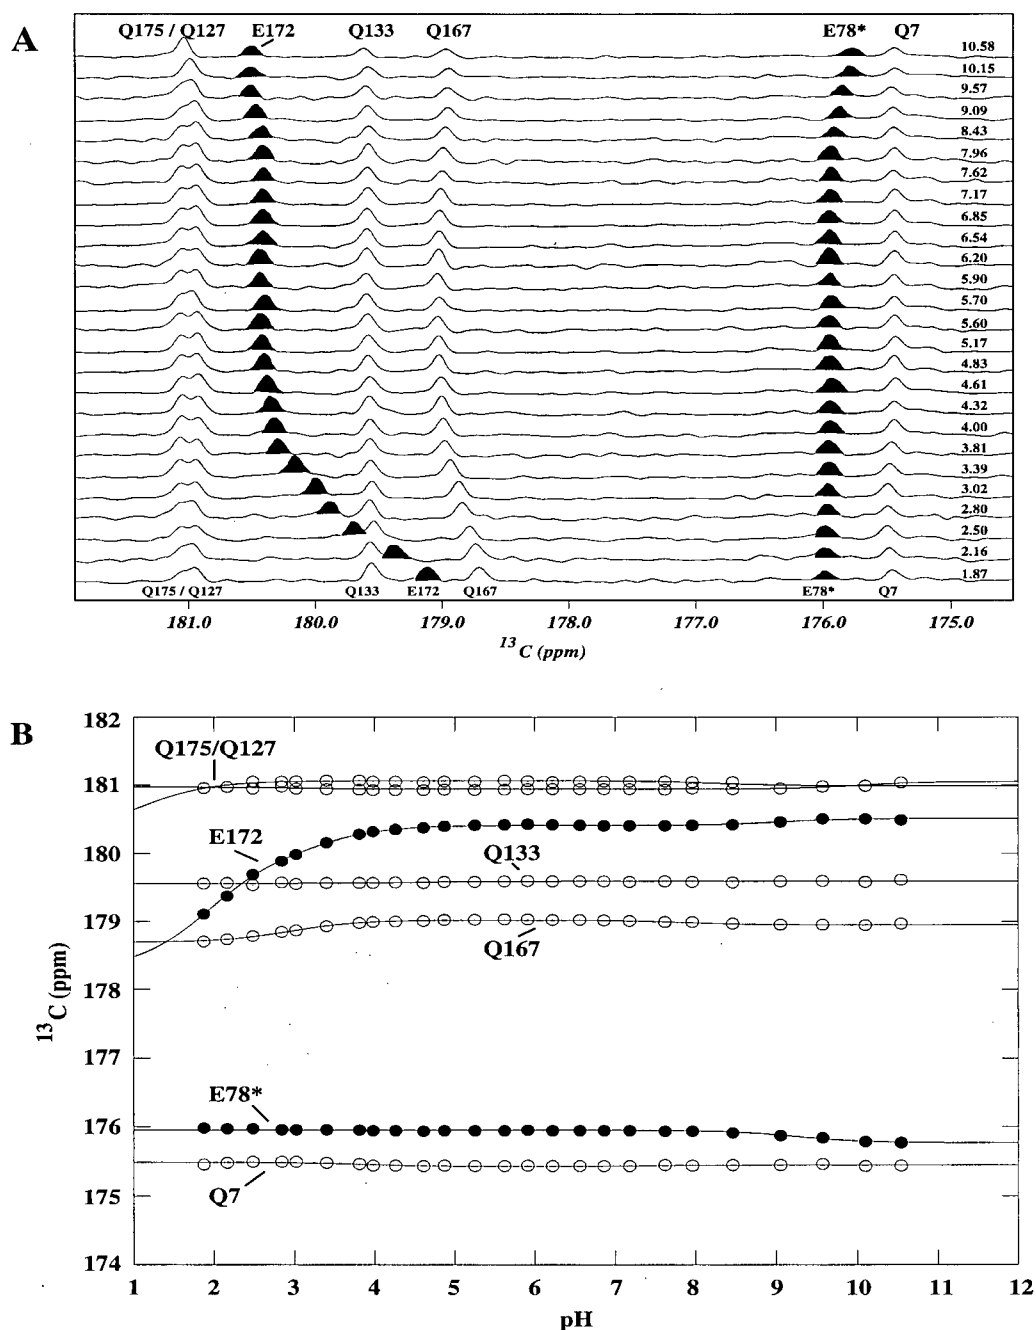 A
Q175 / Q127 E172 Q133 Q167 E78* Q7
10.58
10.15
9.57
9.09
8.43
7.96
7.62
7.17
6.85
6.54
6.20
5.90
5.70
5.60
5.17
4.83
4.61
4.32
4.00
3.81
3.39
3.02
2.80
2.50
2.16
1.87
Q175 / Q127 Q133 E172 Q167 E78* Q7
181.0 180.0 179.0 178.0 177.0 176.0 175.0
13C (ppm)
B
182
181
180
179
178
177
176
175
174
13C (ppm)
Q175/Q127
E172
Q133
Q167
E78*
Q7
1 2 3 4 5 6 7 8 9 10 11 12
pH